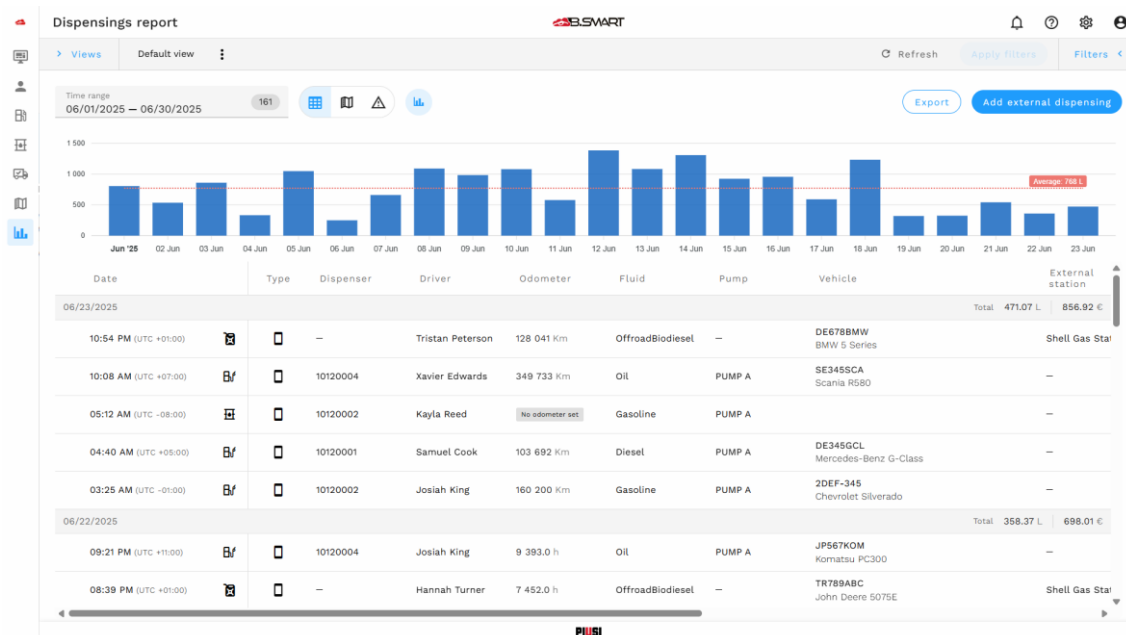 Dispensings report
B.SMART
Views
Default view
Refresh
Apply filters
Filters
Time range
06/01/2025 — 06/30/2025
161
Export
Add external dispensing
1 500
1 000
500
0
Average: 768 L
Jun '25 02 Jun 03 Jun 04 Jun 05 Jun 06 Jun 07 Jun 08 Jun 09 Jun 10 Jun 11 Jun 12 Jun 13 Jun 14 Jun 15 Jun 16 Jun 17 Jun 18 Jun 19 Jun 20 Jun 21 Jun 22 Jun 23 Jun
Date Type Dispenser Driver Odometer Fluid Pump Vehicle External station
06/23/2025 Total 471.07 L 856.92 €
10:54 PM (UTC +01:00) — Tristan Peterson 128 041 Km OffroadBiodiesel — DE678BMW Shell Gas Stat
BMW 5 Series
10:08 AM (UTC +07:00) 10120004 Xavier Edwards 349 733 Km Oil PUMP A SE345SCA —
Scania R580
05:12 AM (UTC -08:00) 10120002 Kayla Reed No odometer set Gasoline PUMP A —
04:40 AM (UTC +05:00) 10120001 Samuel Cook 103 692 Km Diesel PUMP A DE345GCL —
Mercedes-Benz G-Class
03:25 AM (UTC -01:00) 10120002 Josiah King 160 200 Km Gasoline PUMP A 2DEF-345 —
Chevrolet Silverado
06/22/2025 Total 358.37 L 698.01 €
09:21 PM (UTC +11:00) 10120004 Josiah King 9 393.0 h Oil PUMP A JP567KOM —
Komatsu PC300
08:39 PM (UTC +01:00) — Hannah Turner 7 452.0 h OffroadBiodiesel — TR789ABC Shell Gas Stat
John Deere 5075E
PIUSI